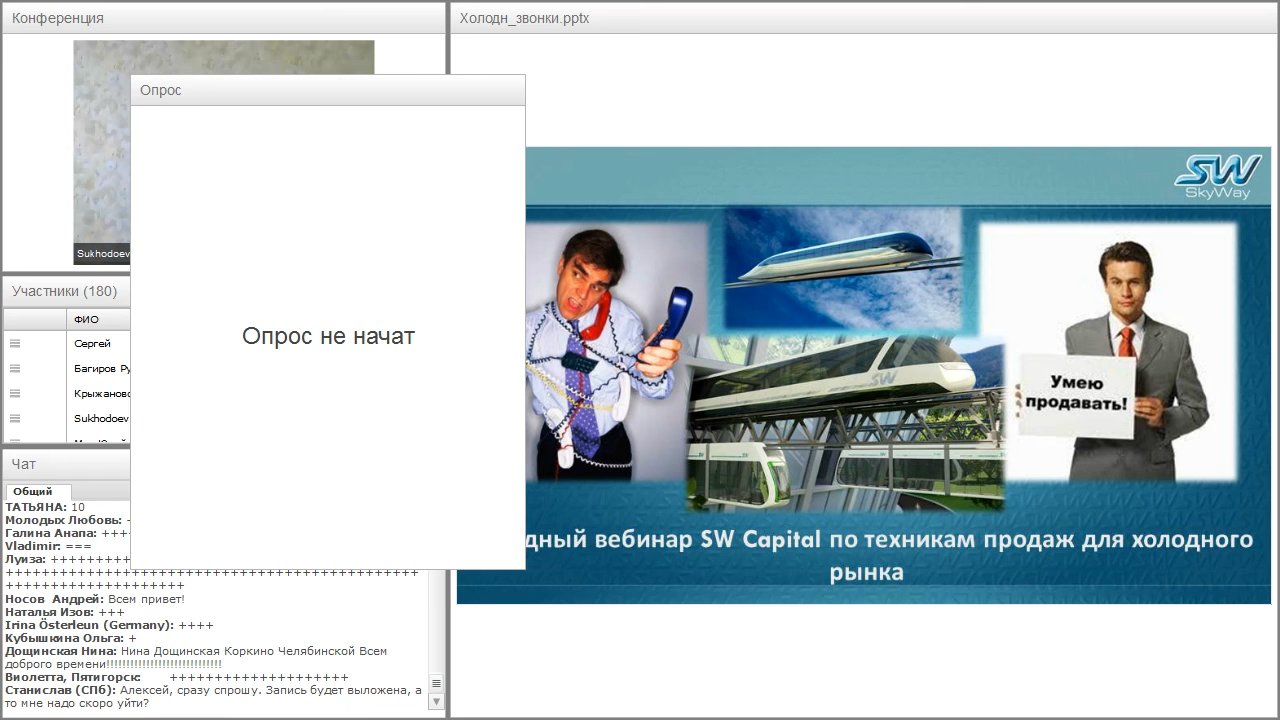 Конференция
Sukhodoev
Опрос
Опрос не начат
Участники (180)
ФИО
Сергей
Багиров Ру
Крыжановс
Sukhodoev
Чат
Общий
ТАТЬЯНА: 10
Молодых Любовь:
Галина Анапа: +++
Vladimir: ===
Луиза: ++++++++++
++++++++++++++++++++++++++++++++++++++++++++++++++++
++++++++++++++++++++++
Носов Андрей: Всем привет!
Наталья Изов: +++
Irina Österleun (Germany): ++++
Кубышкина Ольга: +
Дощинская Нина: Нина Дощинская Коркино Челябинской Всем
доброго времени!!!!!!!!!!!!!!!!!!!!!!!!!!!!!
Виолетта, Пятигорск: ++++++++++++++++++++
Станислав (СПб): Алексей, сразу спрошу. Запись будет выложена, а
то мне надо скоро уйти?
Холодн_звонки.pptx
SW
SkyWay
SW
Умею
продавать!
дный вебинар SW Capital по техникам продаж для холодного
рынка